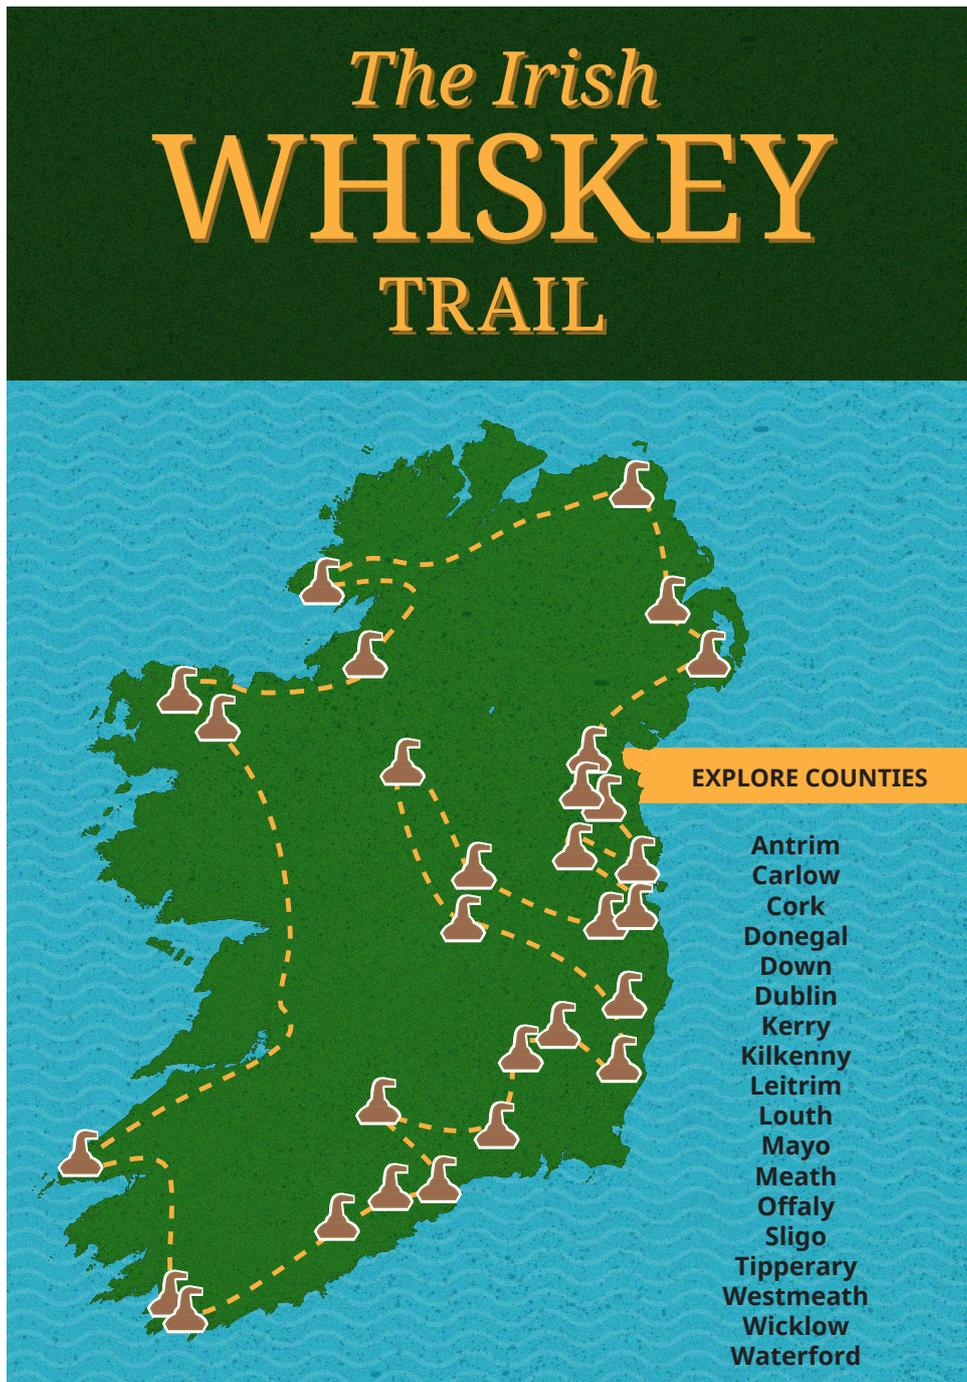 The Irish
WHISKEY
TRAIL
EXPLORE COUNTIES
Antrim
Carlow
Cork
Donegal
Down
Dublin
Kerry
Kilkenny
Leitrim
Louth
Mayo
Meath
Offaly
Sligo
Tipperary
Westmeath
Wicklow
Waterford